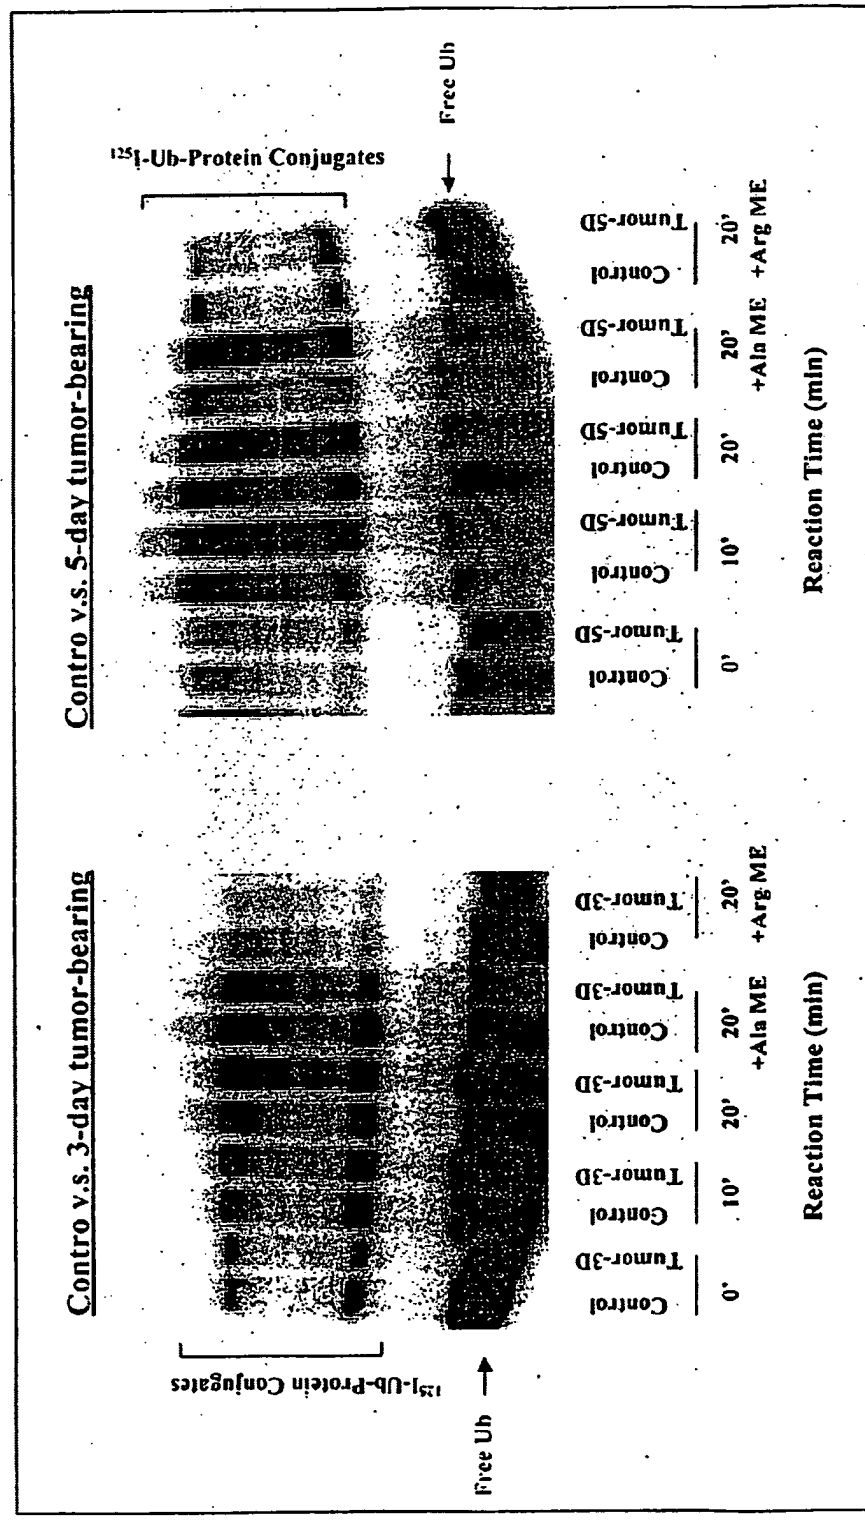 Contro v.s. 3-day tumor-bearing
¹²⁵I-Ub-Protein Conjugates
Free Ub
Control
Tumor-3D
Control
Tumor-3D
Control
Tumor-3D
Control
Tumor-3D
Control
Tumor-3D
0'
10'
20'
20'
20'
+Ala ME
+Arg ME
Reaction Time (min)
Contro v.s. 5-day tumor-bearing
¹²⁵I-Ub-Protein Conjugates
Free Ub
Control
Tumor-5D
Control
Tumor-5D
Control
Tumor-5D
Control
Tumor-5D
Control
Tumor-5D
0'
10'
20'
20'
20'
+Ala ME
+Arg ME
Reaction Time (min)